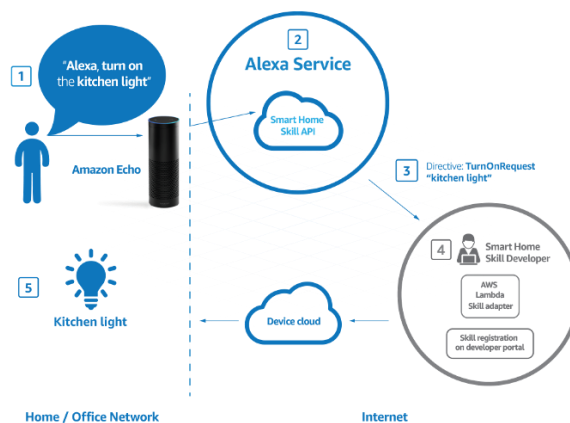 1
“Alexa, turn on
the kitchen light”
Amazon Echo
2
Alexa Service
Smart Home
Skill API
3
Directive: TurnOnRequest
“kitchen light”
4
Smart Home
Skill Developer
AWS
Lambda
Skill adapter
Skill registration
on developer portal
Device cloud
5
Kitchen light
Home / Office Network
Internet